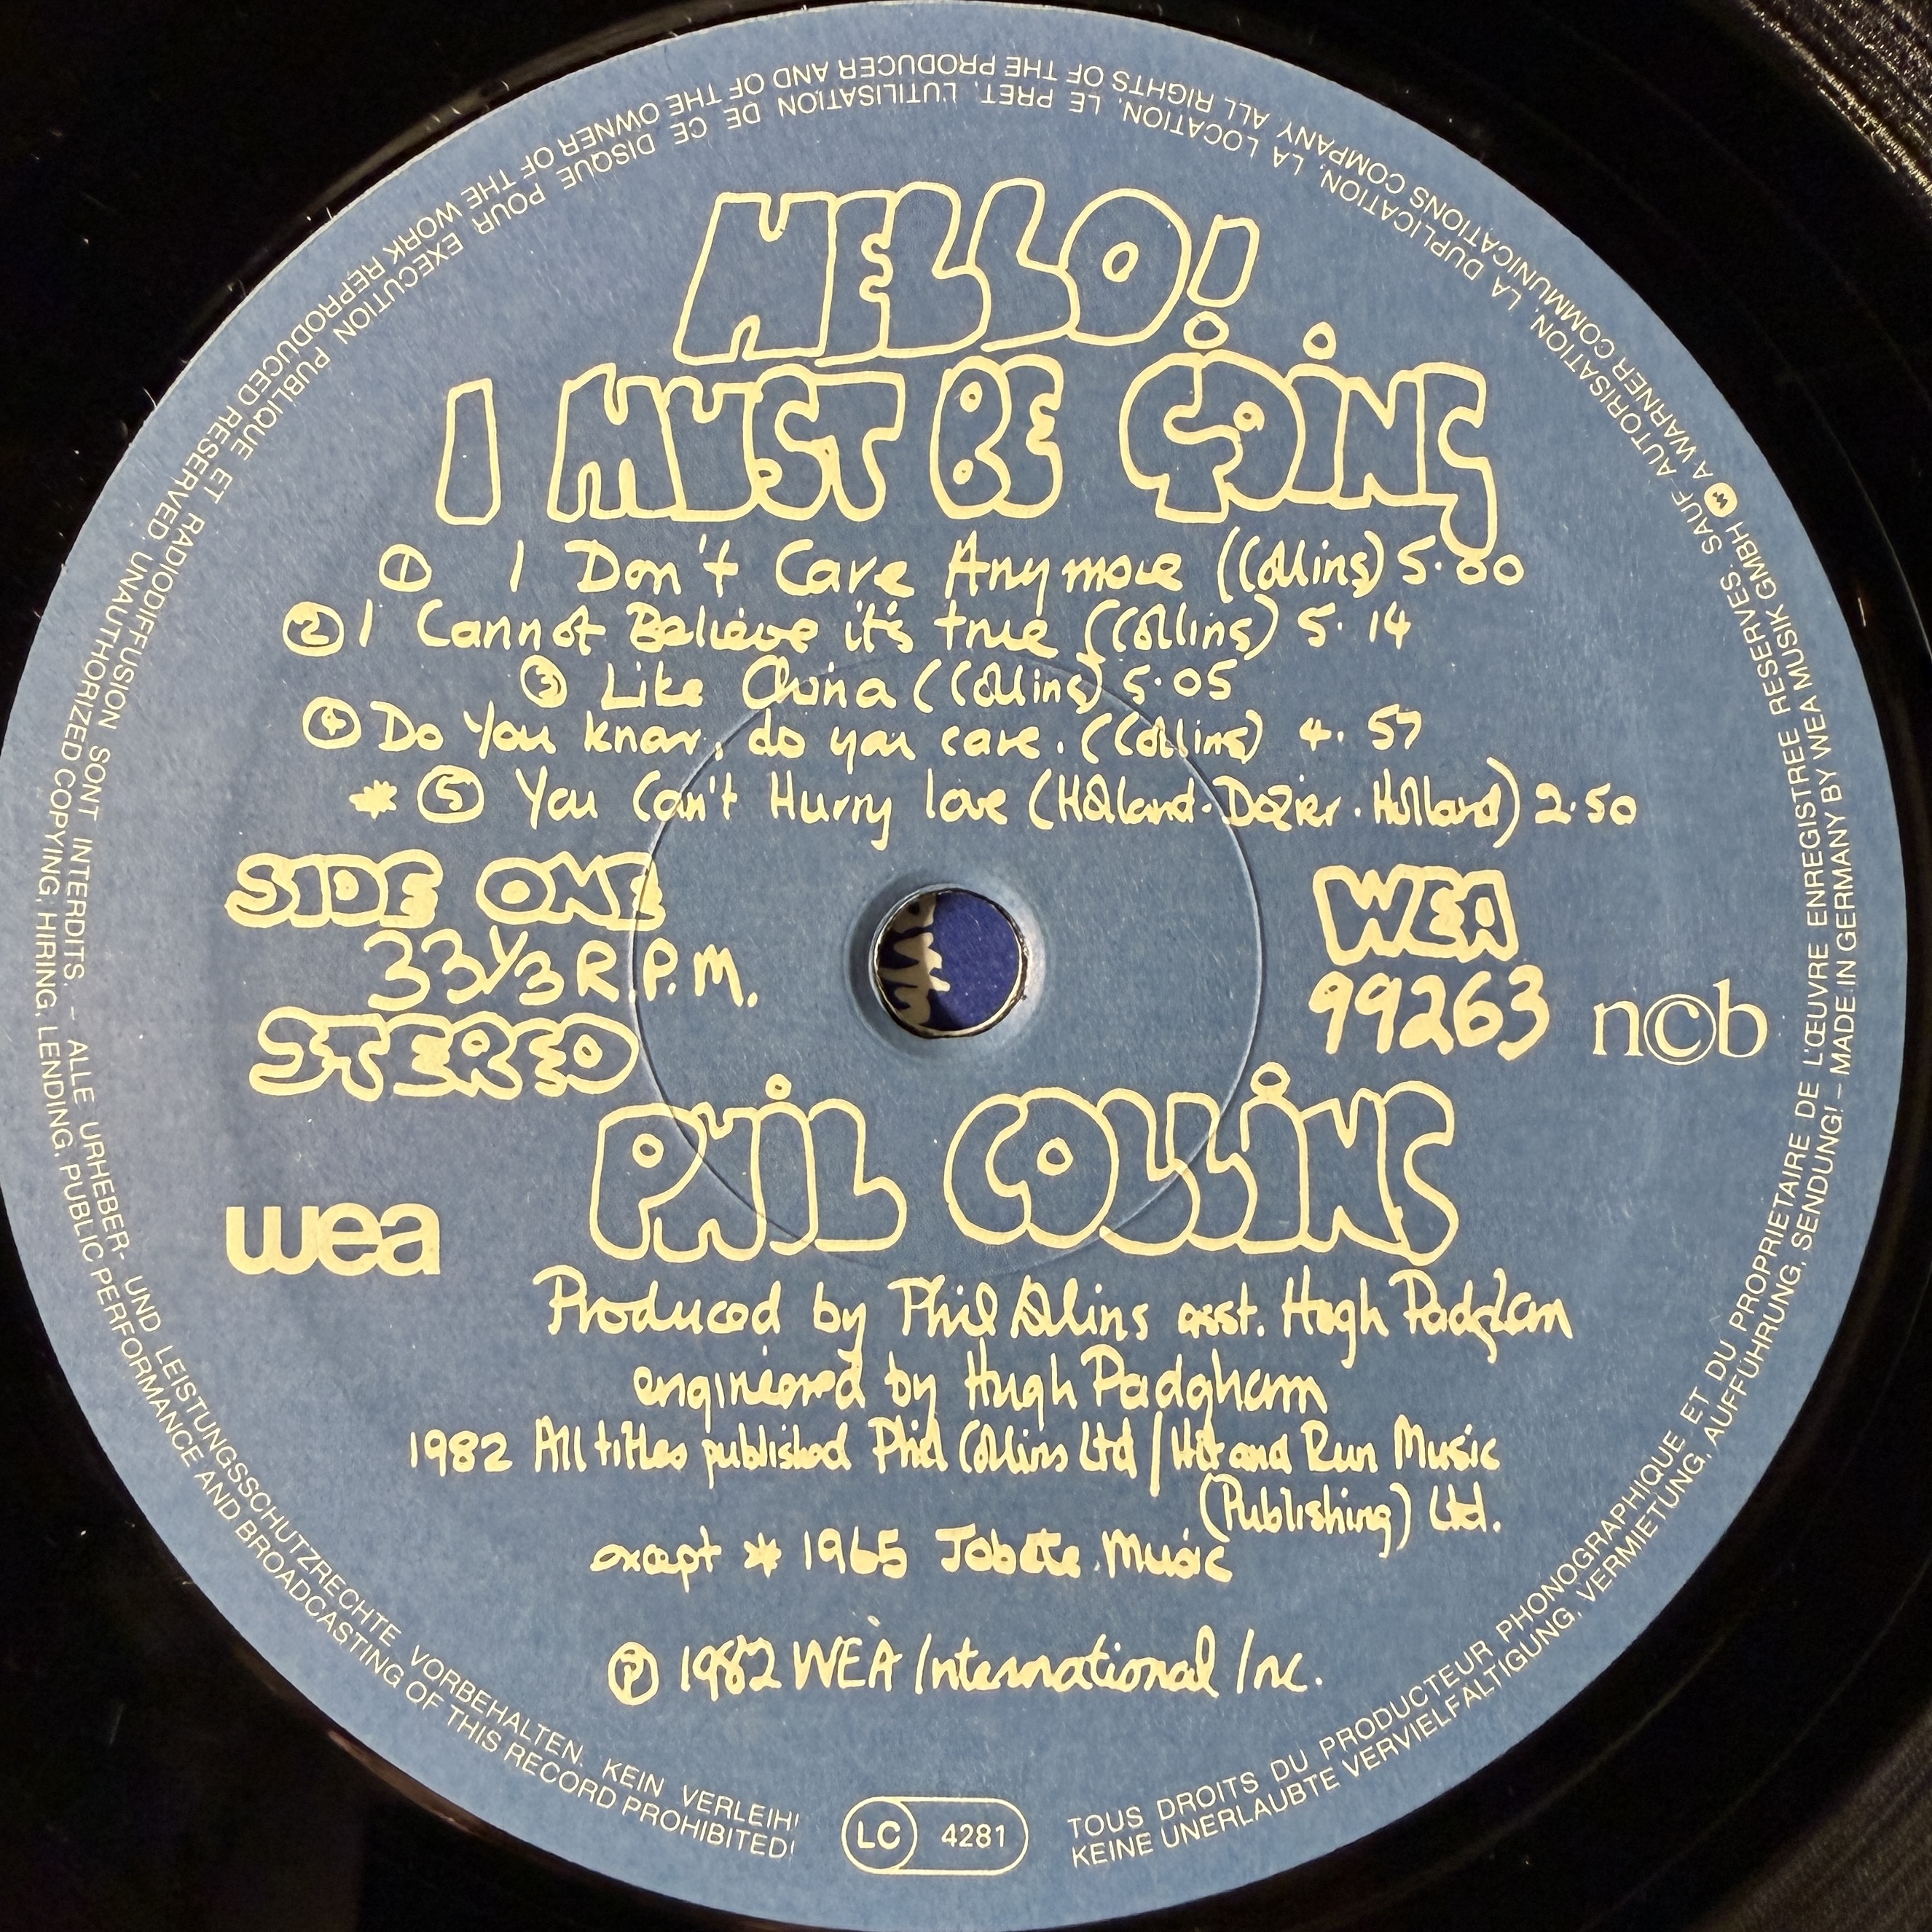 HELLO!
I MUST BE GOING
① I Don't Care Anymore (Collins) 5.00
② I Cannot Believe it's true (Collins) 5.14
③ Like China (Collins) 5.05
④ Do you know, do you care. (Collins) 4.57
* ⑤ You Can't Hurry love (Holland-Dozier.Holland) 2.50
SIDE ONE
33⅓ R.P.M.
STEREO
WEA
99263
n©b
PHIL COLLINS
wea
Produced by Phil Collins asst. Hugh Padgham
engineered by Hugh Padgham
1982 All titles published Phil Collins Ltd / Hit and Run Music
(Publishing) Ltd.
except * 1965 Jobete Music
Ⓟ 1982 WEA International Inc.
LC 4281
TOUS DROITS DU PRODUCTEUR PHONOGRAPHIQUE ET DU PROPRIETAIRE DE L'ŒUVRE ENREGISTREE RESERVES. SAUF AUTORISATION, LA DUPLICATION, LA LOCATION, LE PRET, L'UTILISATION DE CE DISQUE POUR EXECUTION PUBLIQUE ET RADIODIFFUSION SONT INTERDITS. – ALLE URHEBER- UND LEISTUNGSSCHUTZRECHTE VORBEHALTEN. KEIN VERLEIH!
KEINE UNERLAUBTE VERVIELFÄLTIGUNG, VERMIETUNG, AUFFÜHRUNG, SENDUNG! – MADE IN GERMANY BY WEA MUSIK GMBH A WARNER COMMUNICATIONS COMPANY ALL RIGHTS OF THE PRODUCER AND OF THE OWNER OF THE WORK REPRODUCED RESERVED. UNAUTHORIZED COPYING, HIRING, LENDING, PUBLIC PERFORMANCE AND BROADCASTING OF THIS RECORD PROHIBITED!